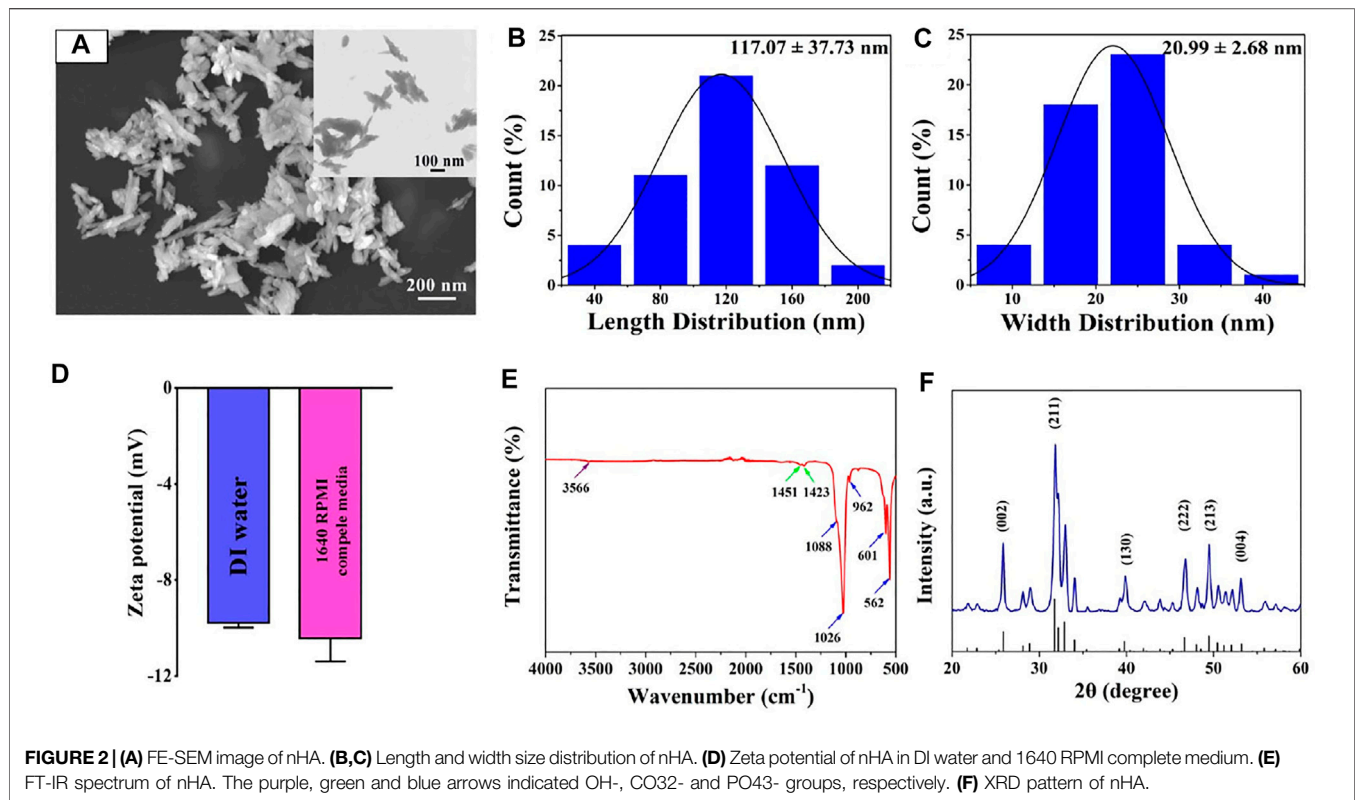 A
100 nm
200 nm
B
117.07 ± 37.73 nm
25
20
15
10
5
0
Count (%)
40 80 120 160 200
Length Distribution (nm)
C
20.99 ± 2.68 nm
25
20
15
10
5
0
Count (%)
10 20 30 40
Width Distribution (nm)
D
0
-4
-8
-12
Zeta potential (mV)
DI water
1640 RPMI
compele media
E
Transmittance (%)
3566
1451
1423
962
1088
601
562
1026
4000 3500 2500 2000 1500 1000 500
Wavenumber (cm⁻¹)
F
Intensity (a.u.)
(002)
(211)
(130)
(222)
(213)
(004)
20 30 40 50 60
2θ (degree)
FIGURE 2 | (A) FE-SEM image of nHA. (B,C) Length and width size distribution of nHA. (D) Zeta potential of nHA in DI water and 1640 RPMI complete medium. (E)
FT-IR spectrum of nHA. The purple, green and blue arrows indicated OH-, CO32- and PO43- groups, respectively. (F) XRD pattern of nHA.